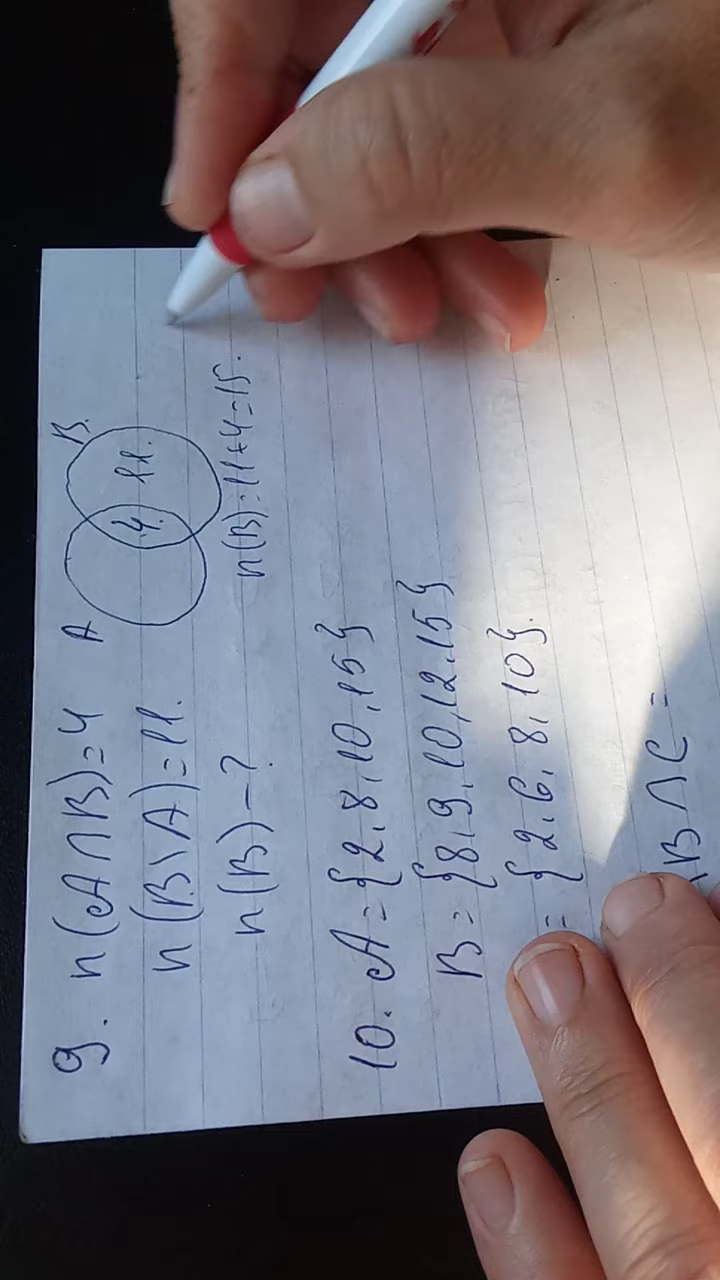 9. n(A∩B)=4
n(B\A)=11.
n(B)-?
A
B.
4.
11.
n(B)=11+4=15.
10. A={2,8,10,15}
B={8,9,10,12,15}
={2,6,8,10}.
B∩C=